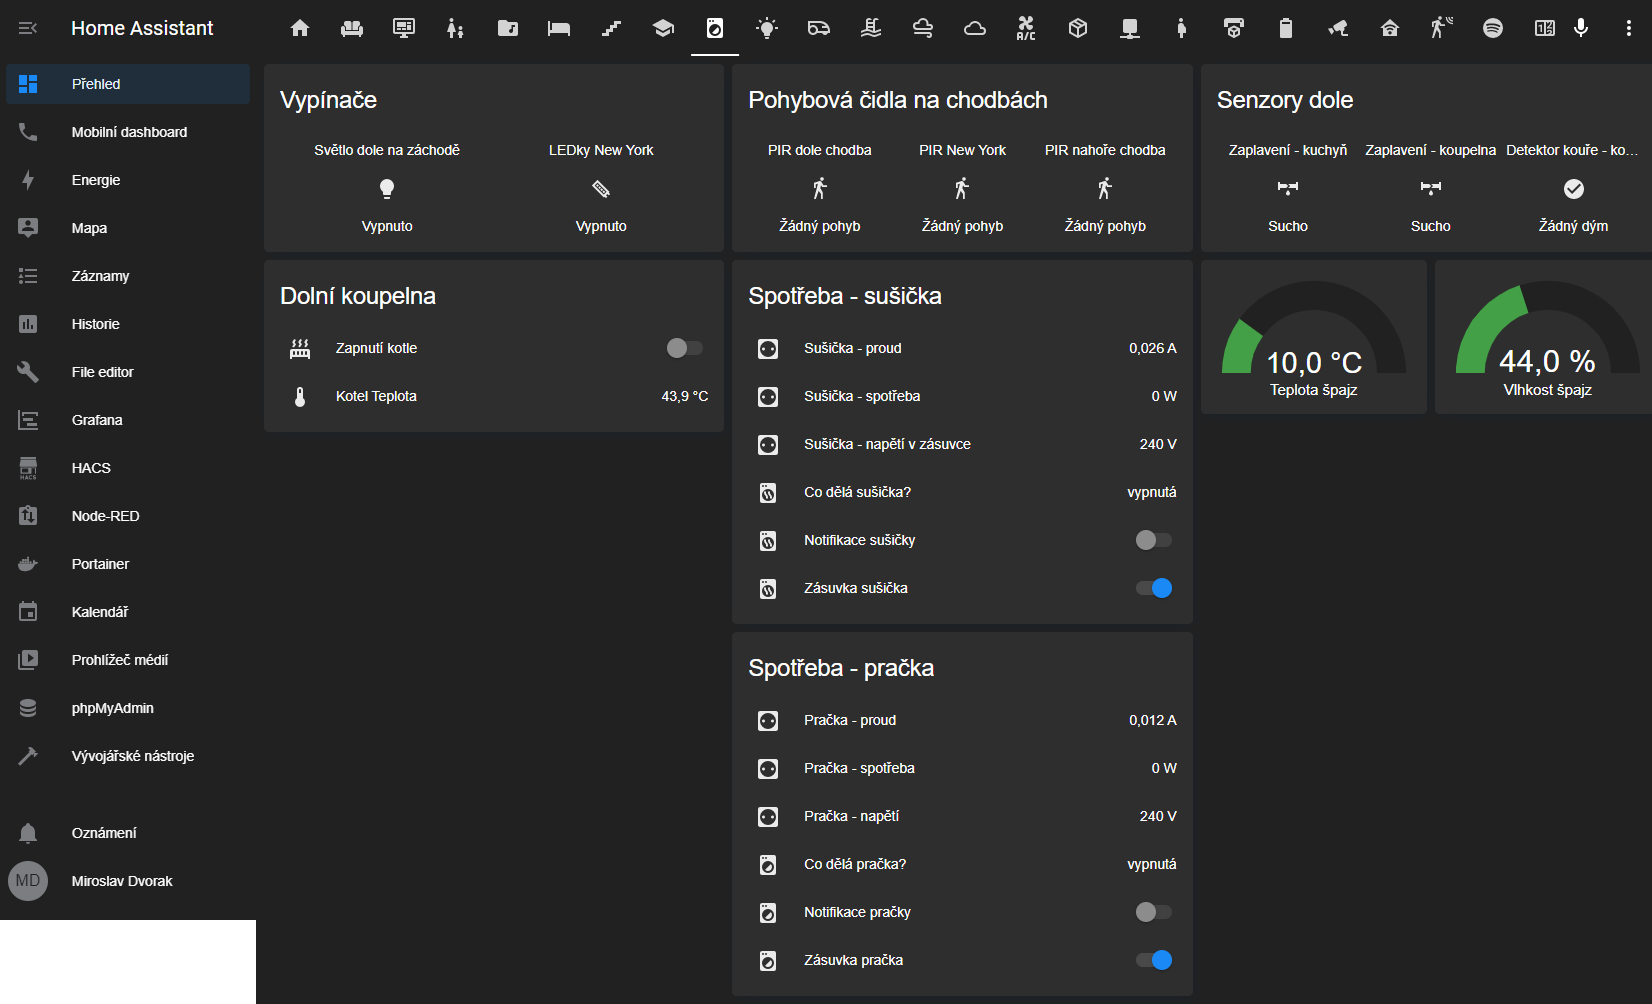 Home Assistant
A/C
Přehled
Mobilní dashboard
Energie
Mapa
Záznamy
Historie
File editor
Grafana
HACS
HACS
Node-RED
Portainer
Kalendář
Prohlížeč médií
phpMyAdmin
Vývojářské nástroje
Oznámení
MD
Miroslav Dvorak
Vypínače
Světlo dole na záchodě
LEDky New York
Vypnuto
Vypnuto
Dolní koupelna
Zapnutí kotle
Kotel Teplota
43,9 °C
Pohybová čidla na chodbách
PIR dole chodba
PIR New York
PIR nahoře chodba
Žádný pohyb
Žádný pohyb
Žádný pohyb
Spotřeba - sušička
Sušička - proud
0,026 A
Sušička - spotřeba
0 W
Sušička - napětí v zásuvce
240 V
Co dělá sušička?
vypnutá
Notifikace sušičky
Zásuvka sušička
Spotřeba - pračka
Pračka - proud
0,012 A
Pračka - spotřeba
0 W
Pračka - napětí
240 V
Co dělá pračka?
vypnutá
Notifikace pračky
Zásuvka pračka
Senzory dole
Zaplavení - kuchyň
Zaplavení - koupelna
Detektor kouře - ko...
Sucho
Sucho
Žádný dým
10,0 °C
Teplota špajz
44,0 %
Vlhkost špajz